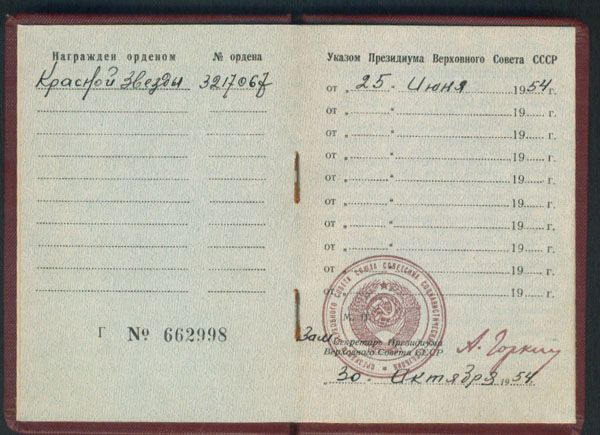 Награжден орденом № ордена
Красной Звезды 3217067
Г № 662998
Указом Президиума Верховного Совета СССР
от „ 25 " Июня 1954 г.
от „ " 19 г.
от „ " 19 г.
от „ " 19 г.
от „ " 19 г.
от „ " 19 г.
от „ " 19 г.
от „ " 19 г.
от „ " 19 г.
от „ 19 г.
М. П.
Зам Секретарь Президиума
Верховного Совета СССР
А. Горкин
„ 30 " Октября 1954.